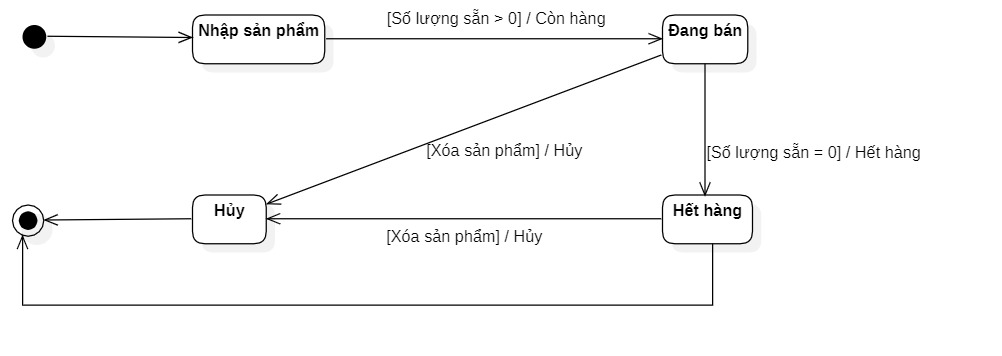 [Số lượng sẵn > 0] / Còn hàng
Nhập sản phẩm
Đang bán
[Xóa sản phẩm] / Hủy
[Số lượng sẵn = 0] / Hết hàng
Hủy
Hết hàng
[Xóa sản phẩm] / Hủy